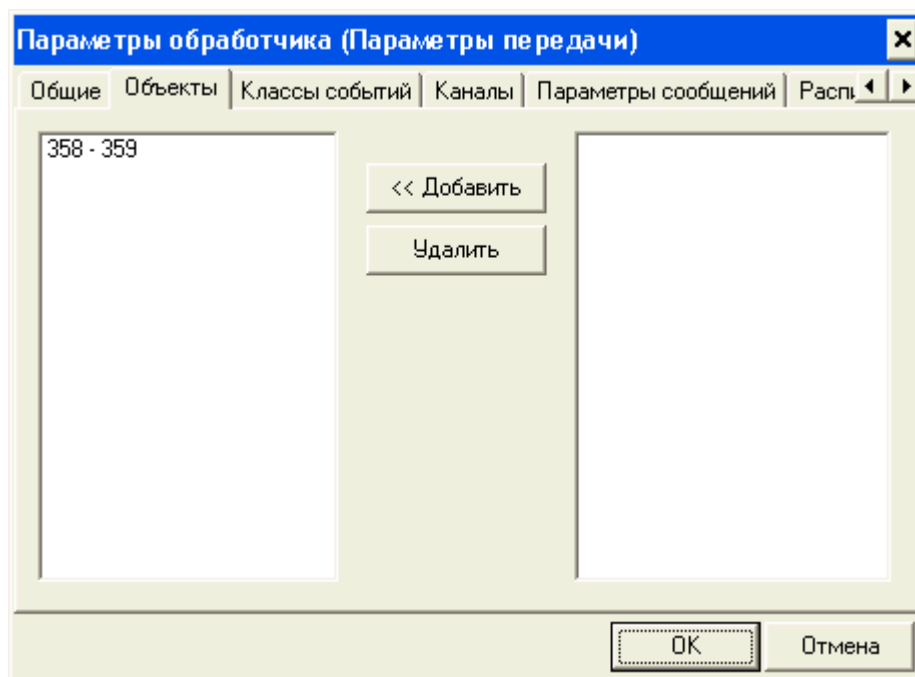 Параметры обработчика (Параметры передачи)
Общие Объекты Классы событий Каналы Параметры сообщений
358 - 359
<< Добавить
Удалить
OK Отмена